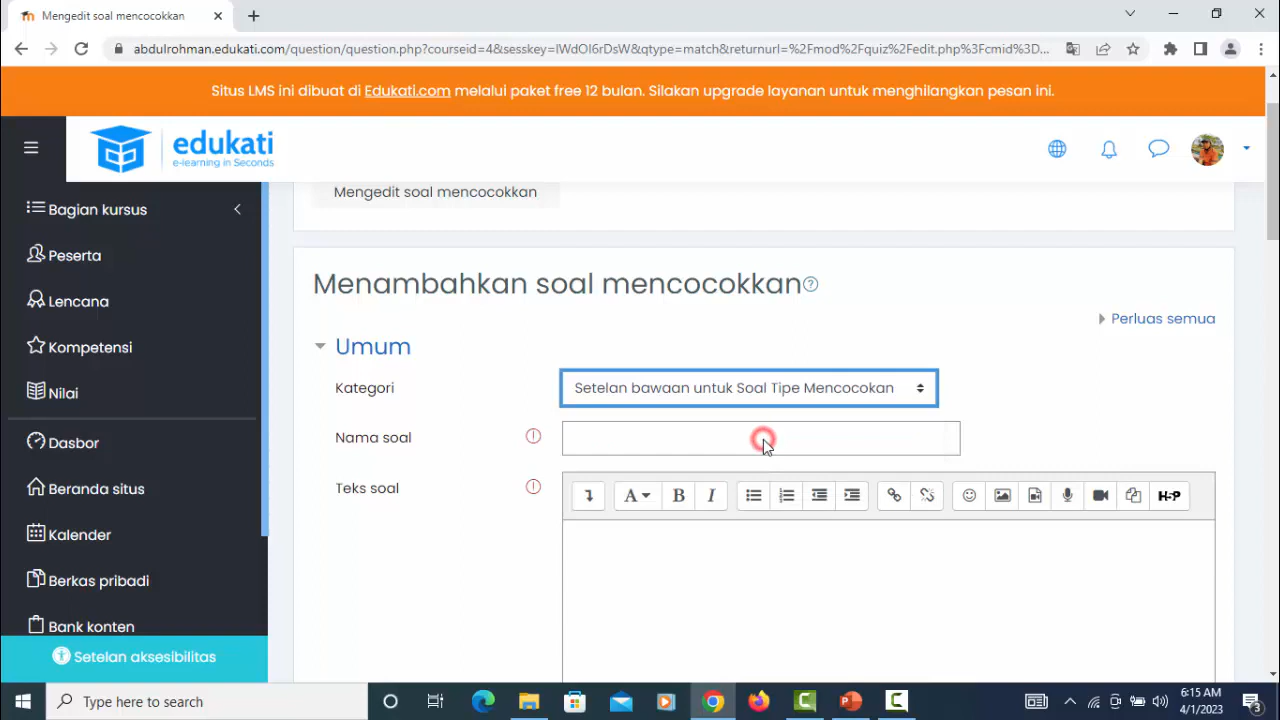 Mengedit soal mencocokkan
abdulrohman.edukati.com/question/question.php?courseid=4&sesskey=IWdOI6rDsW&qtype=match&returnurl=%2Fmod%2Fquiz%2Fedit.php%3Fcmid%3D...
Situs LMS ini dibuat di Edukati.com melalui paket free 12 bulan. Silakan upgrade layanan untuk menghilangkan pesan ini.
edukati
e-learning in Seconds
Mengedit soal mencocokkan
Bagian kursus
Peserta
Lencana
Kompetensi
Nilai
Dasbor
Beranda situs
Kalender
Berkas pribadi
Bank konten
Setelan aksesibilitas
Menambahkan soal mencocokkan
Perluas semua
Umum
Kategori
Setelan bawaan untuk Soal Tipe Mencocokan
Nama soal
Teks soal
A B I H-P
Type here to search
6:15 AM
4/1/2023
3